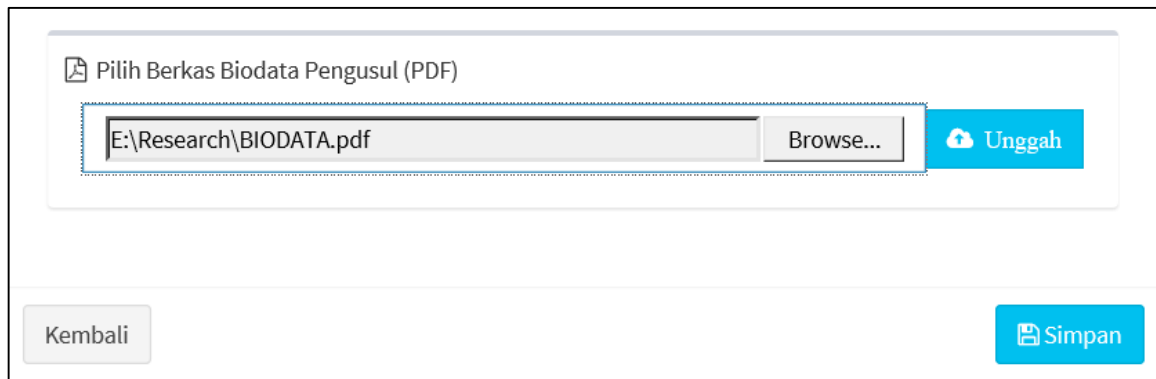 Pilih Berkas Biodata Pengusul (PDF)
E:\Research\BIODATA.pdf Browse... Unggah
Kembali Simpan